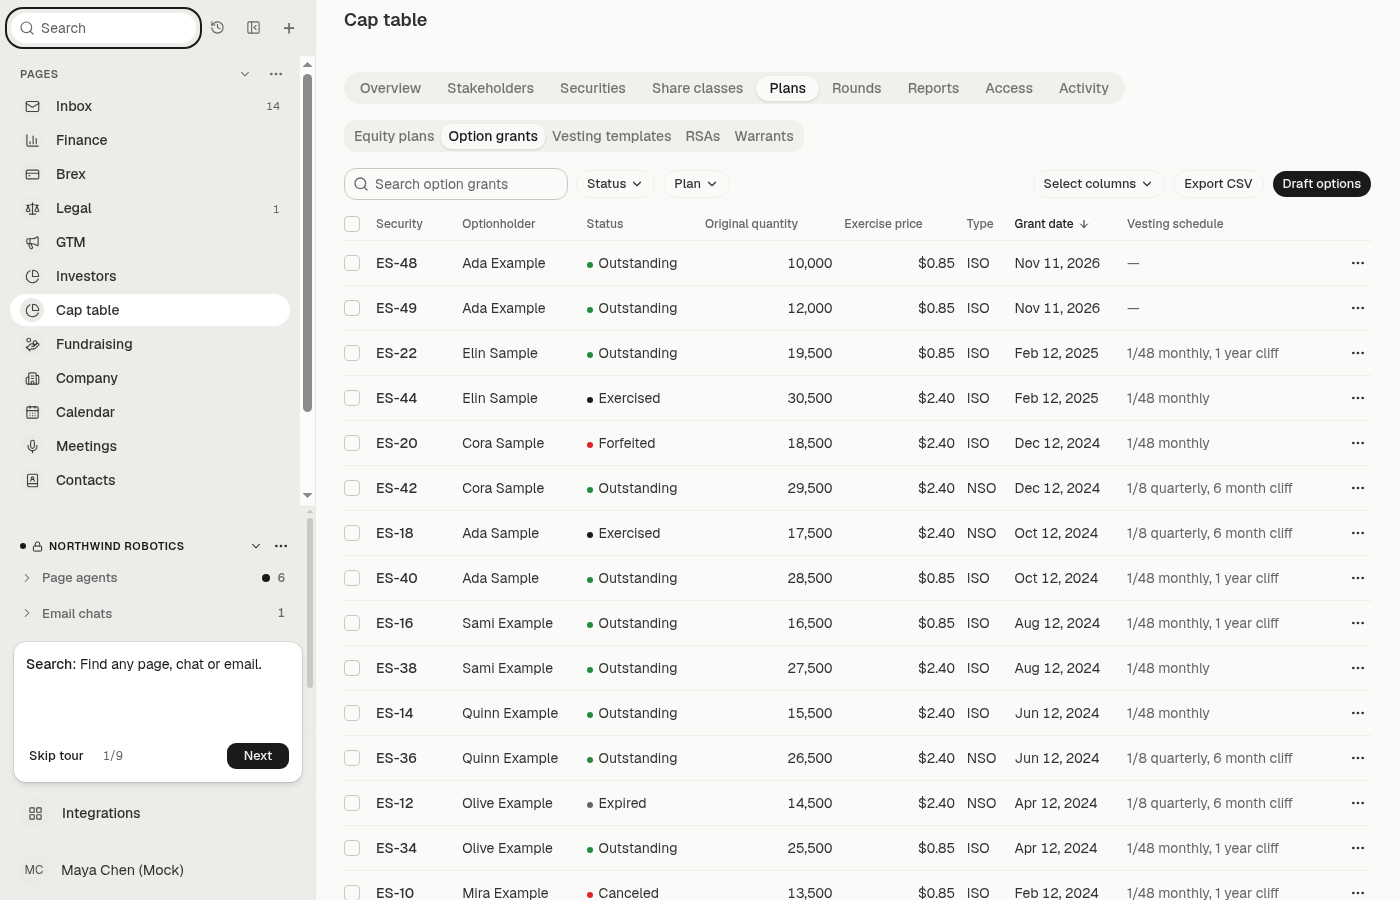 Search
PAGES
Inbox 14
Finance
Brex
Legal 1
GTM
Investors
Cap table
Fundraising
Company
Calendar
Meetings
Contacts
NORTHWIND ROBOTICS
Page agents 6
Email chats 1
Search: Find any page, chat or email.
Skip tour 1/9 Next
Integrations
MC Maya Chen (Mock)
Cap table
Overview Stakeholders Securities Share classes Plans Rounds Reports Access Activity
Equity plans Option grants Vesting templates RSAs Warrants
Search option grants Status Plan Select columns Export CSV Draft options
Security Optionholder Status Original quantity Exercise price Type Grant date Vesting schedule
ES-48 Ada Example Outstanding 10,000 $0.85 ISO Nov 11, 2026 —
ES-49 Ada Example Outstanding 12,000 $0.85 ISO Nov 11, 2026 —
ES-22 Elin Sample Outstanding 19,500 $0.85 ISO Feb 12, 2025 1/48 monthly, 1 year cliff
ES-44 Elin Sample Exercised 30,500 $2.40 ISO Feb 12, 2025 1/48 monthly
ES-20 Cora Sample Forfeited 18,500 $2.40 ISO Dec 12, 2024 1/48 monthly
ES-42 Cora Sample Outstanding 29,500 $2.40 NSO Dec 12, 2024 1/8 quarterly, 6 month cliff
ES-18 Ada Sample Exercised 17,500 $2.40 NSO Oct 12, 2024 1/8 quarterly, 6 month cliff
ES-40 Ada Sample Outstanding 28,500 $0.85 ISO Oct 12, 2024 1/48 monthly, 1 year cliff
ES-16 Sami Example Outstanding 16,500 $0.85 ISO Aug 12, 2024 1/48 monthly, 1 year cliff
ES-38 Sami Example Outstanding 27,500 $2.40 ISO Aug 12, 2024 1/48 monthly
ES-14 Quinn Example Outstanding 15,500 $2.40 ISO Jun 12, 2024 1/48 monthly
ES-36 Quinn Example Outstanding 26,500 $2.40 NSO Jun 12, 2024 1/8 quarterly, 6 month cliff
ES-12 Olive Example Expired 14,500 $2.40 NSO Apr 12, 2024 1/8 quarterly, 6 month cliff
ES-34 Olive Example Outstanding 25,500 $0.85 ISO Apr 12, 2024 1/48 monthly, 1 year cliff
ES-10 Mira Example Canceled 13,500 $0.85 ISO Feb 12, 2024 1/48 monthly, 1 year cliff